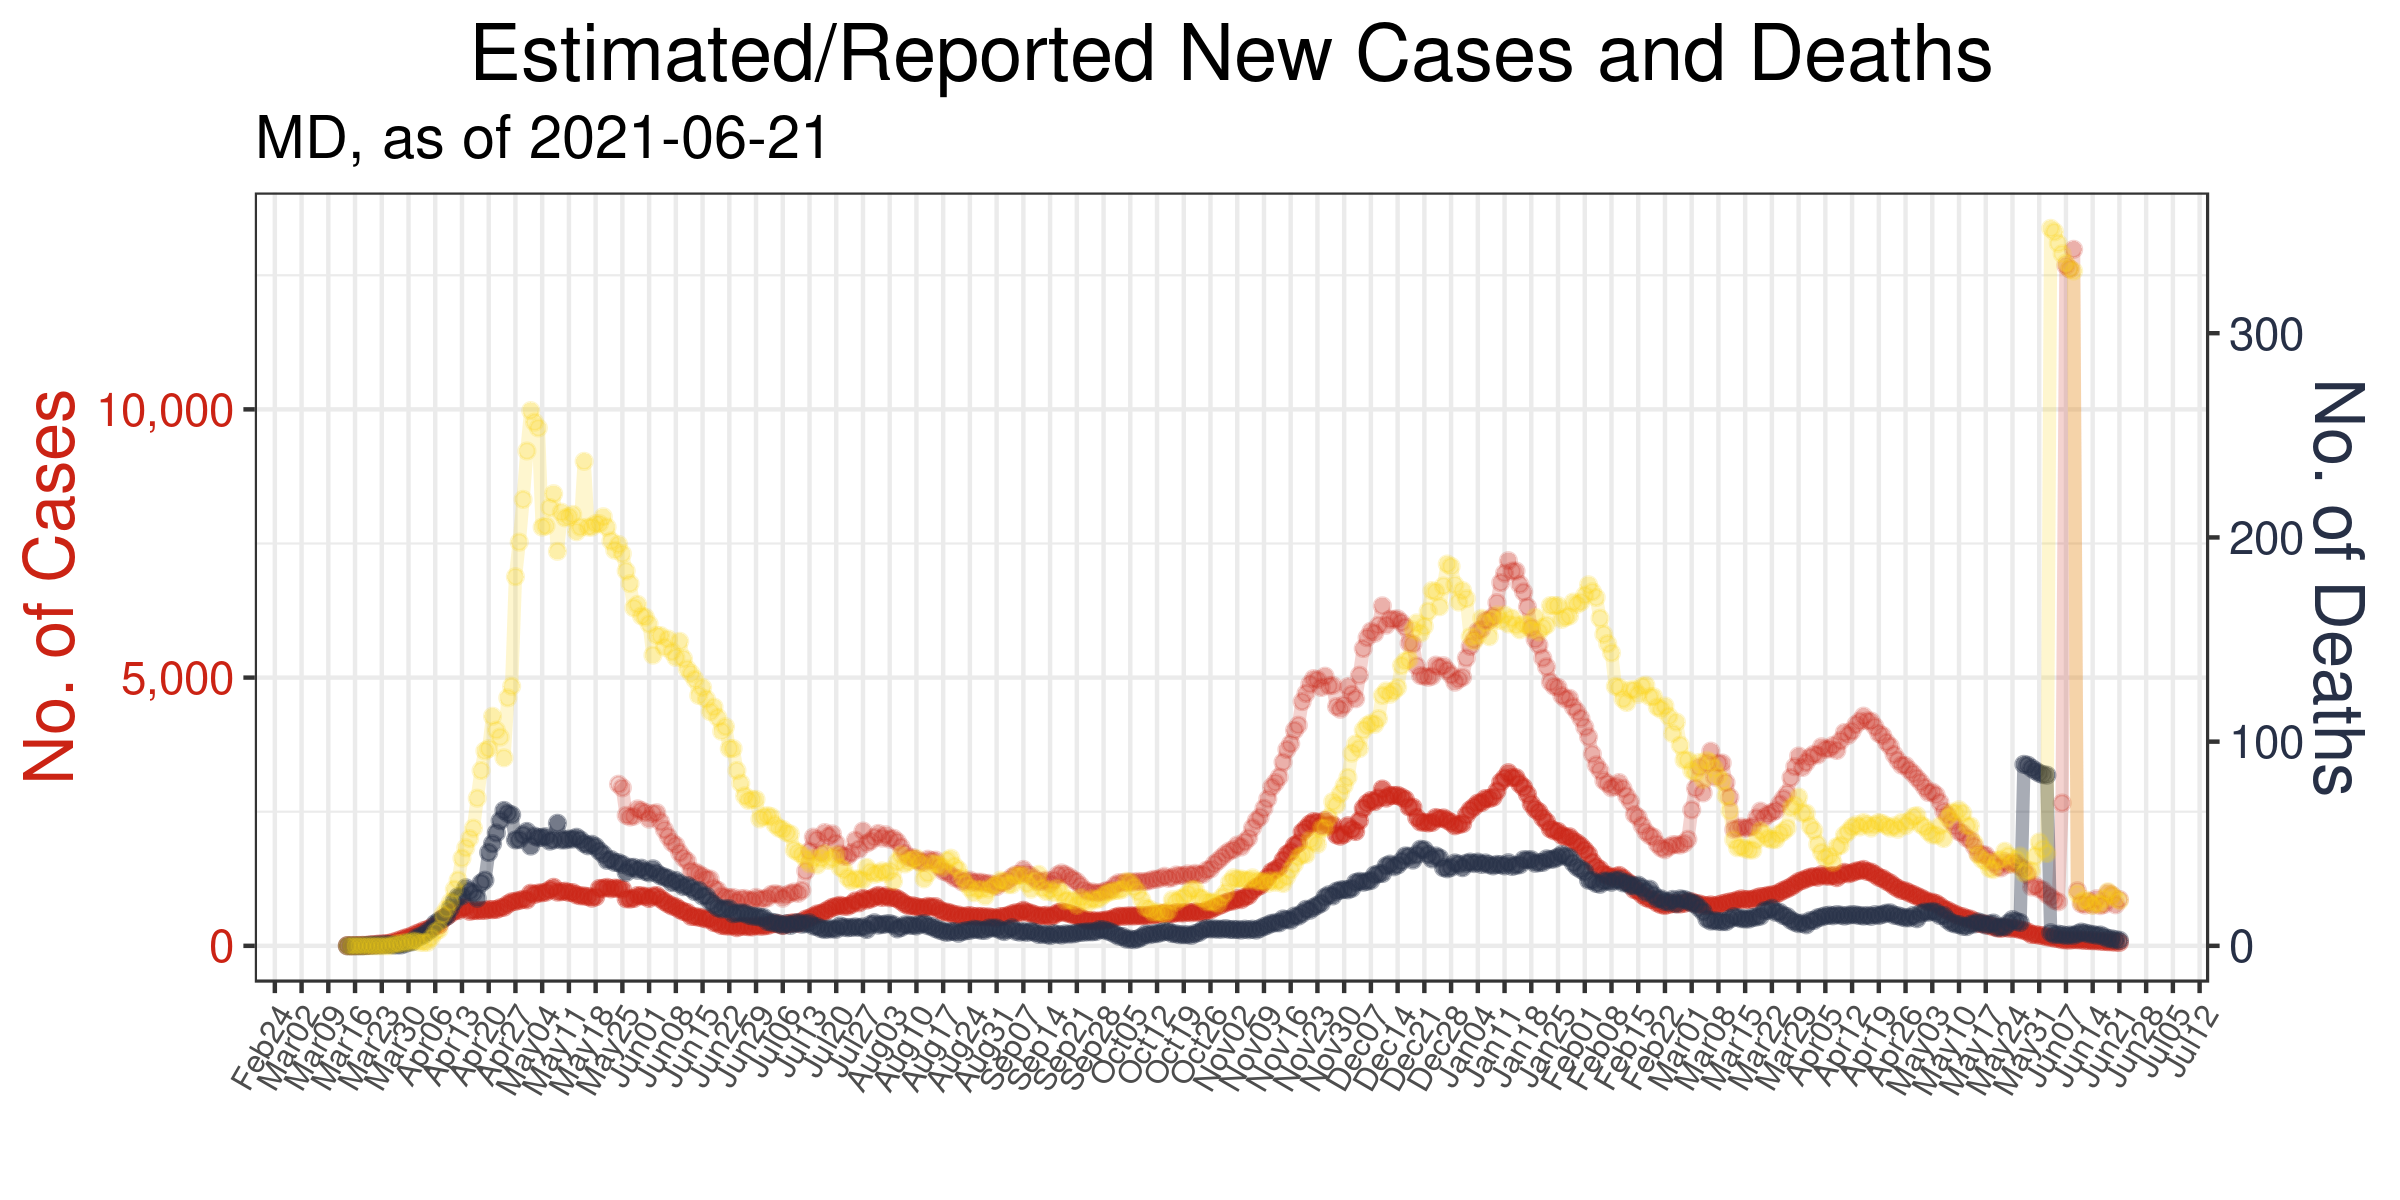 Estimated/Reported New Cases and Deaths
MD, as of 2021-06-21
No. of Cases
10,000
5,000
0
300
200
100
0
No. of Deaths
Feb24
Mar02
Mar09
Mar16
Mar23
Mar30
Apr06
Apr13
Apr20
Apr27
May04
May11
May18
May25
Jun01
Jun08
Jun15
Jun22
Jun29
Jul06
Jul13
Jul20
Jul27
Aug03
Aug10
Aug17
Aug24
Aug31
Sep07
Sep14
Sep21
Sep28
Oct05
Oct12
Oct19
Oct26
Nov02
Nov09
Nov16
Nov23
Nov30
Dec07
Dec14
Dec21
Dec28
Jan04
Jan11
Jan18
Jan25
Feb01
Feb08
Feb15
Feb22
Mar01
Mar08
Mar15
Mar22
Mar29
Apr05
Apr12
Apr19
Apr26
May03
May10
May17
May24
May31
Jun07
Jun14
Jun21
Jun28
Jul05
Jul12